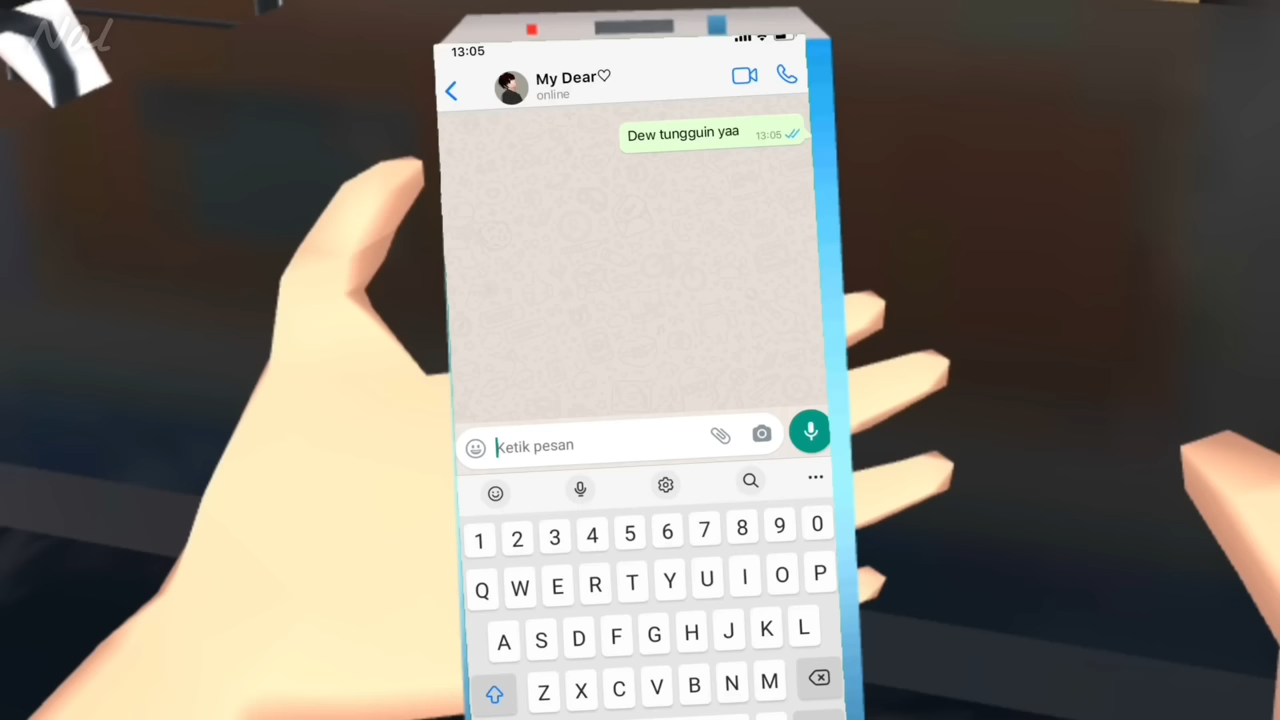 Nal
13:05
My Dear♡
online
Dew tungguin yaa 13:05
Ketik pesan
1 2 3 4 5 6 7 8 9 0
Q W E R T Y U I O P
A S D F G H J K L
Z X C V B N M